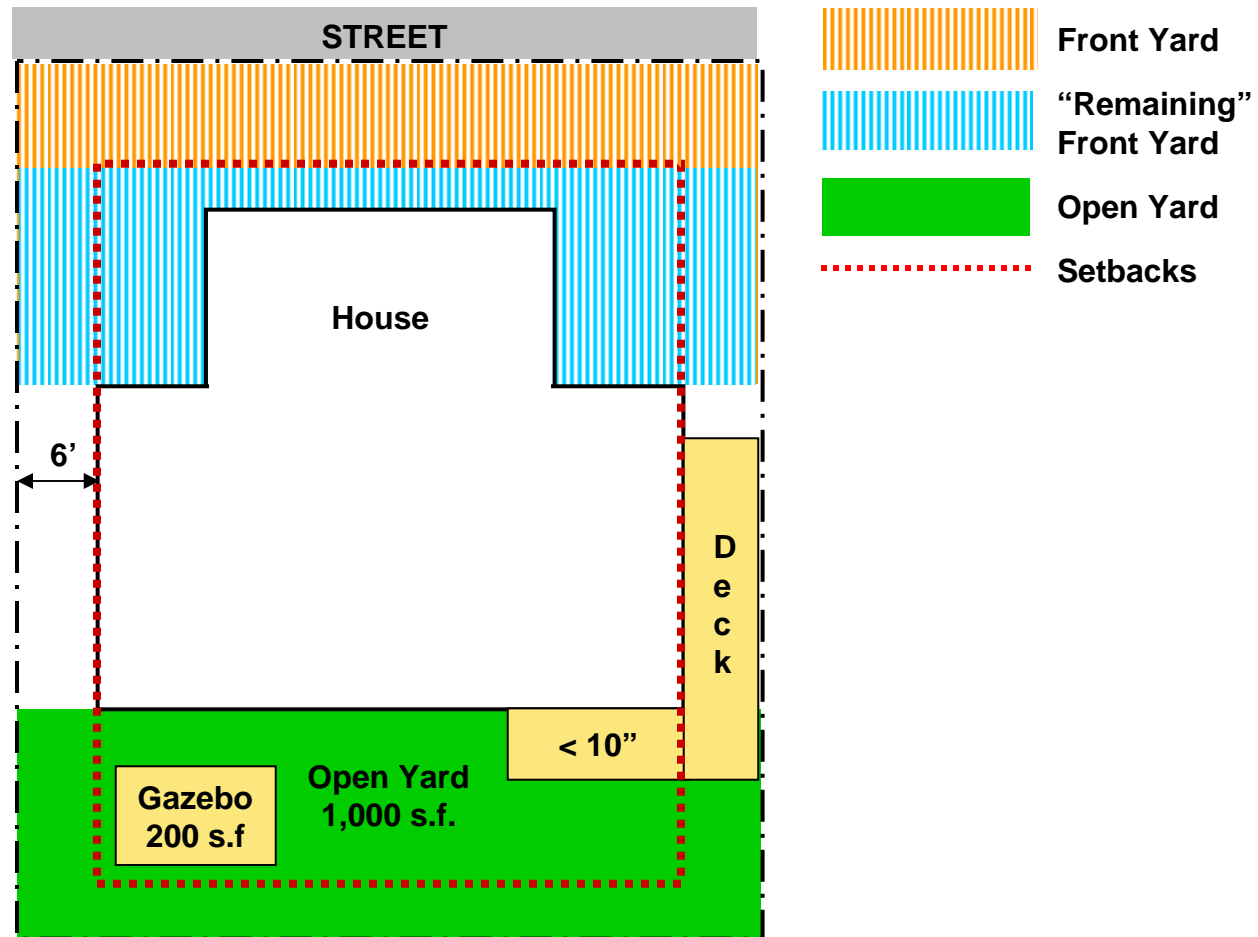 STREET
Front Yard
“Remaining”
Front Yard
Open Yard
Setbacks
House
6’
D
e
c
k
< 10”
Open Yard
1,000 s.f.
Gazebo
200 s.f